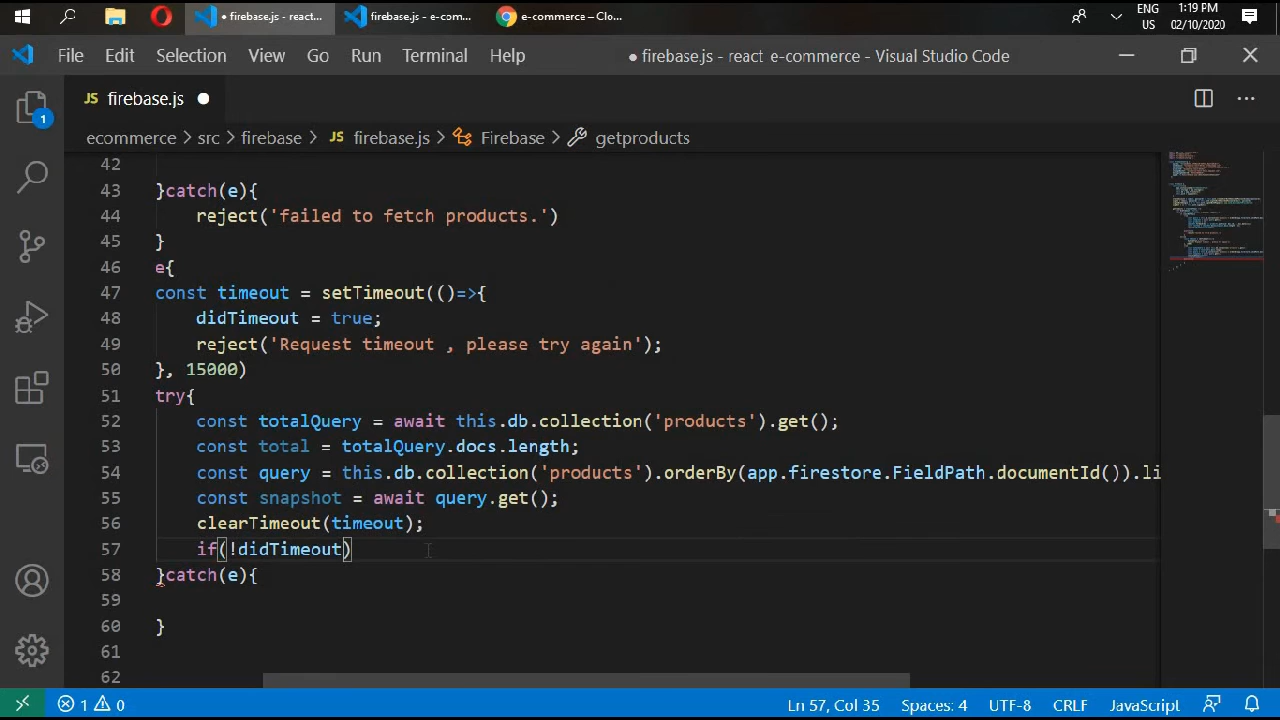 firebase.js - react... firebase.js - e-com... e-commerce – Clo... ENG US 1:19 PM 02/10/2020
File Edit Selection View Go Run Terminal Help ● firebase.js - react e-commerce - Visual Studio Code
JS firebase.js ●
ecommerce > src > firebase > JS firebase.js > Firebase > getproducts
1
42
43 }catch(e){
44 reject('failed to fetch products.')
45 }
46 e{
47 const timeout = setTimeout(()=>{
48 didTimeout = true;
49 reject('Request timeout , please try again');
50 }, 15000)
51 try{
52 const totalQuery = await this.db.collection('products').get();
53 const total = totalQuery.docs.length;
54 const query = this.db.collection('products').orderBy(app.firestore.FieldPath.documentId()).li
55 const snapshot = await query.get();
56 clearTimeout(timeout);
57 if(!didTimeout)
58 }catch(e){
59
60 }
61
62
1 0 Ln 57, Col 35 Spaces: 4 UTF-8 CRLF JavaScript